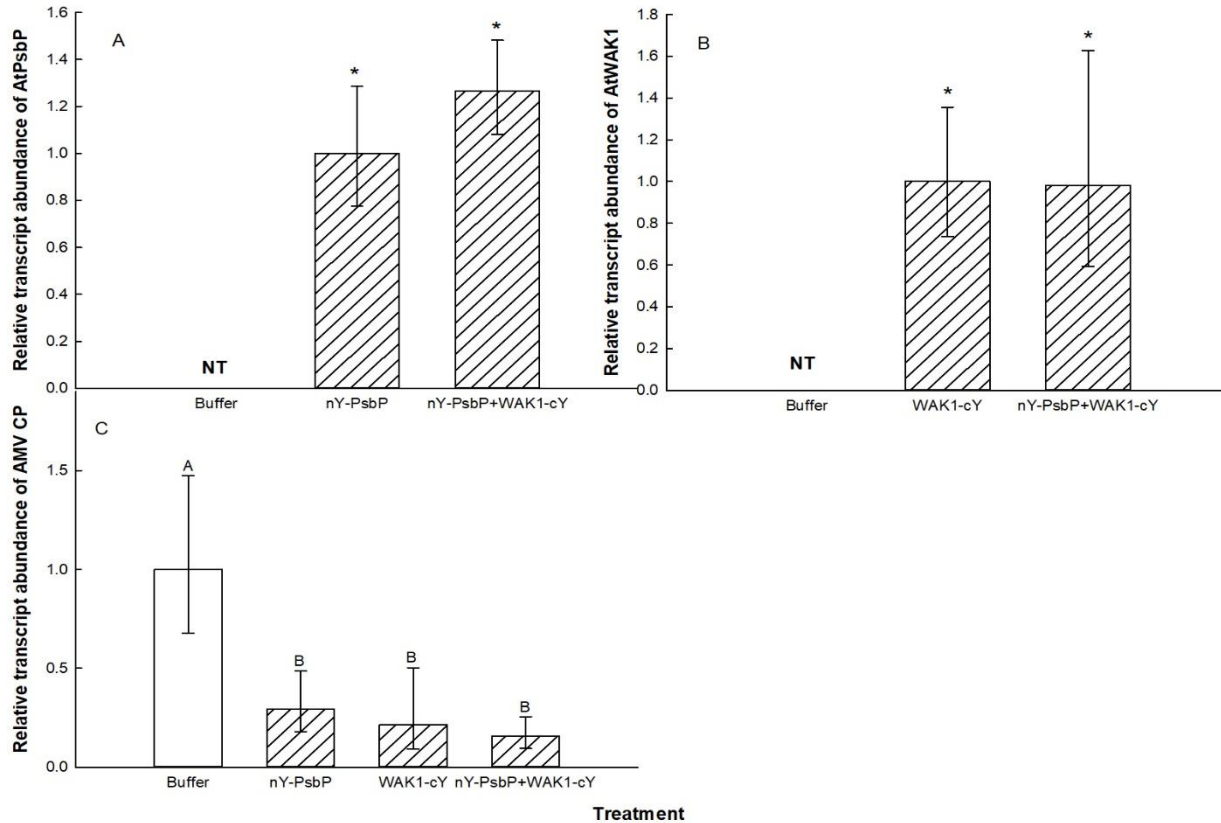 A
Relative transcript abundance of AtPsbP
1.6
1.4
1.2
1.0
0.8
0.6
0.4
0.2
0.0
*
*
NT
Buffer
nY-PsbP
nY-PsbP+WAK1-cY
B
Relative transcript abundance of AtWAK1
1.8
1.6
1.4
1.2
1.0
0.8
0.6
0.4
0.2
0.0
*
*
NT
Buffer
WAK1-cY
nY-PsbP+WAK1-cY
C
Relative transcript abundance of AMV CP
1.5
1.0
0.5
0.0
A
B
B
B
Buffer
nY-PsbP
WAK1-cY
nY-PsbP+WAK1-cY
Treatment